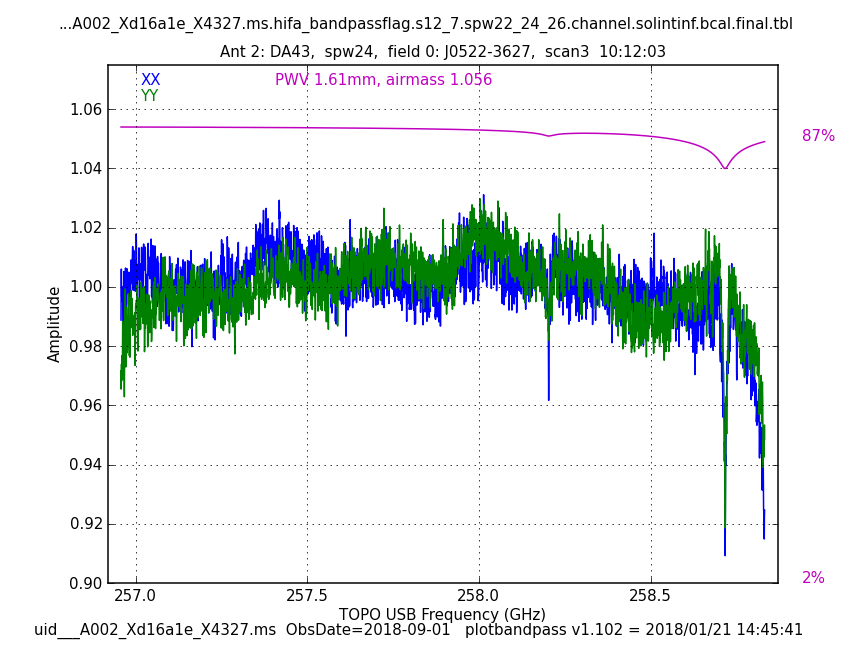 ...A002_Xd16a1e_X4327.ms.hifa_bandpassflag.s12_7.spw22_24_26.channel.solintinf.bcal.final.tbl
Ant 2: DA43, spw24, field 0: J0522-3627, scan3 10:12:03
XX
PWV 1.61mm, airmass 1.056
YY
1.06
87%
1.04
1.02
1.00
Amplitude
0.98
0.96
0.94
0.92
0.90
2%
257.0
257.5
258.0
258.5
TOPO USB Frequency (GHz)
uid___A002_Xd16a1e_X4327.ms ObsDate=2018-09-01 plotbandpass v1.102 = 2018/01/21 14:45:41